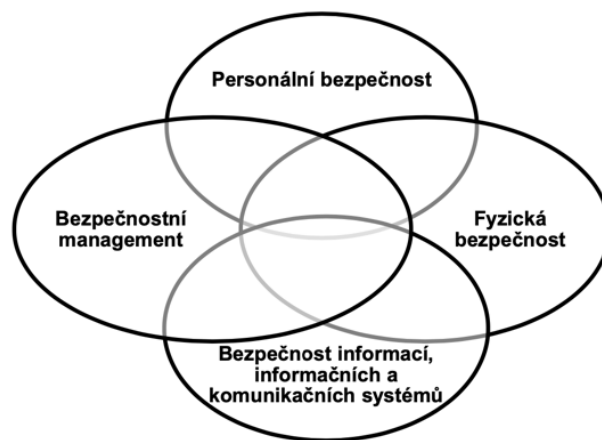 Personální bezpečnost
Bezpečnostní
management
Fyzická
bezpečnost
Bezpečnost informací,
informačních a
komunikačních systémů